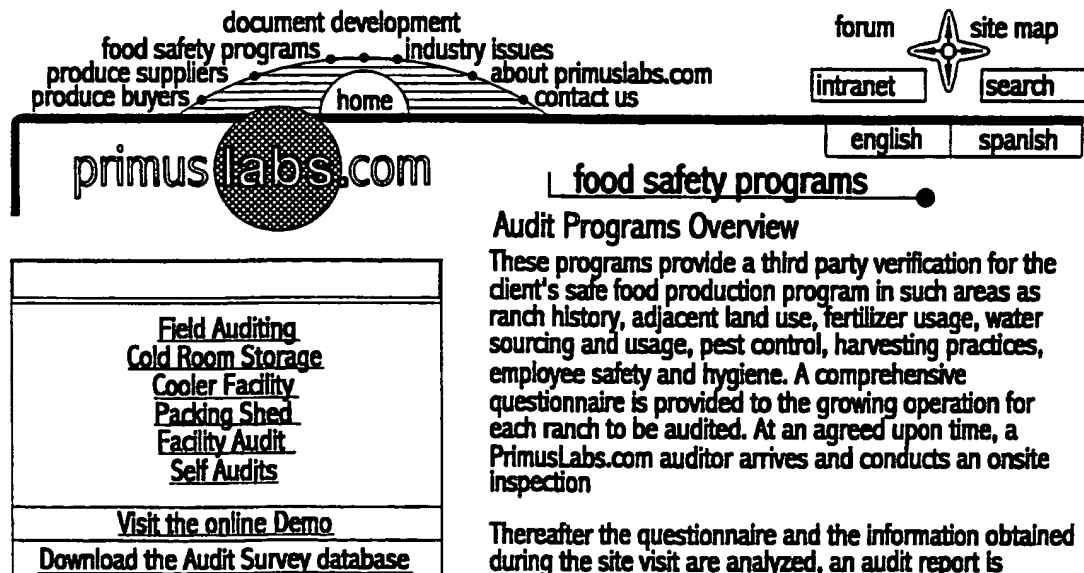 document development
food safety programs
industry issues
produce suppliers
about primuslabs.com
produce buyers
home
contact us
forum
site map
intranet
search
english
spanish
primuslabs.com
food safety programs
Audit Programs Overview
These programs provide a third party verification for the
client's safe food production program in such areas as
ranch history, adjacent land use, fertilizer usage, water
sourcing and usage, pest control, harvesting practices,
employee safety and hygiene. A comprehensive
questionnaire is provided to the growing operation for
each ranch to be audited. At an agreed upon time, a
PrimusLabs.com auditor arrives and conducts an onsite
inspection
Thereafter the questionnaire and the information obtained
during the site visit are analyzed, an audit report is
Field Auditing
Cold Room Storage
Cooler Facility
Packing Shed
Facility Audit
Self Audits
Visit the online Demo
Download the Audit Survey database